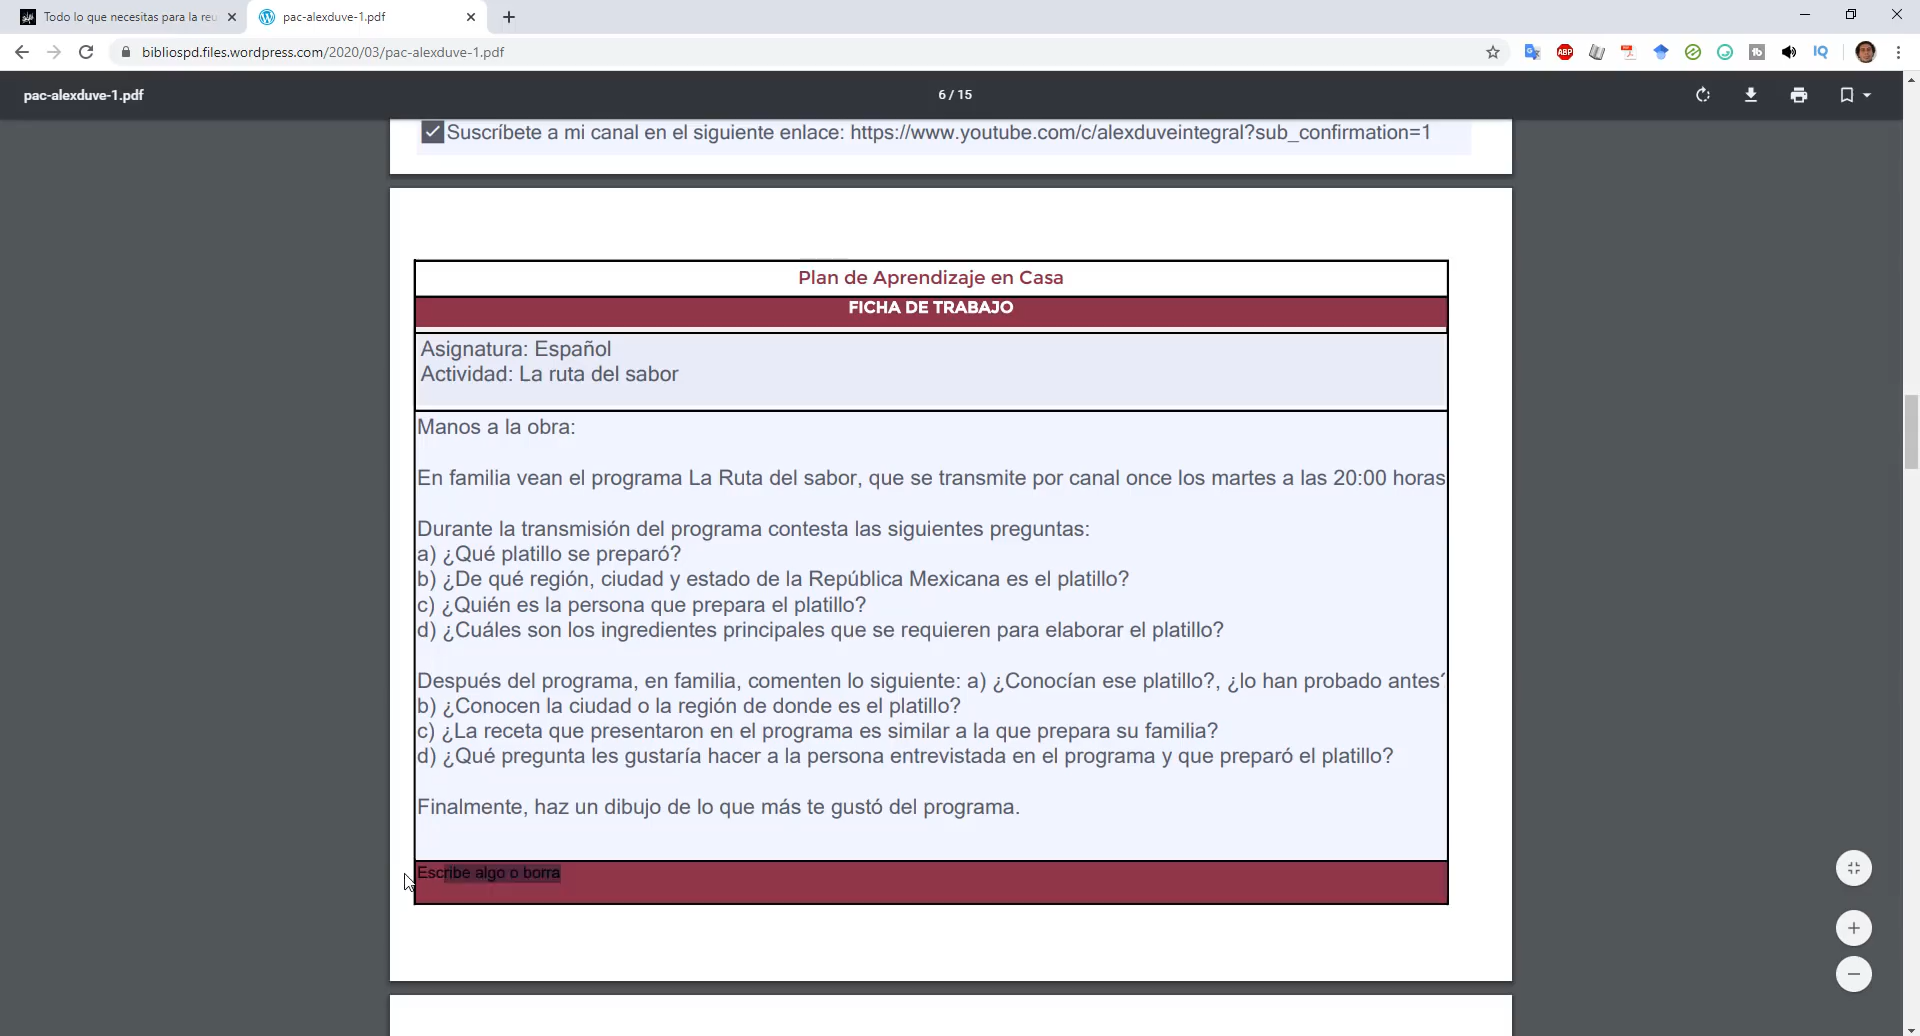 Todo lo que necesitas para la reu
pac-alexduve-1.pdf
bibliospd.files.wordpress.com/2020/03/pac-alexduve-1.pdf
ABP
IQ
pac-alexduve-1.pdf
6 / 15
Suscríbete a mi canal en el siguiente enlace: https://www.youtube.com/c/alexduveintegral?sub_confirmation=1
Plan de Aprendizaje en Casa
FICHA DE TRABAJO
Asignatura: Español
Actividad: La ruta del sabor
Manos a la obra:
En familia vean el programa La Ruta del sabor, que se transmite por canal once los martes a las 20:00 horas
Durante la transmisión del programa contesta las siguientes preguntas:
a) ¿Qué platillo se preparó?
b) ¿De qué región, ciudad y estado de la República Mexicana es el platillo?
c) ¿Quién es la persona que prepara el platillo?
d) ¿Cuáles son los ingredientes principales que se requieren para elaborar el platillo?
Después del programa, en familia, comenten lo siguiente: a) ¿Conocían ese platillo?, ¿lo han probado antes
b) ¿Conocen la ciudad o la región de donde es el platillo?
c) ¿La receta que presentaron en el programa es similar a la que prepara su familia?
d) ¿Qué pregunta les gustaría hacer a la persona entrevistada en el programa y que preparó el platillo?
Finalmente, haz un dibujo de lo que más te gustó del programa.
Escribe algo o borra